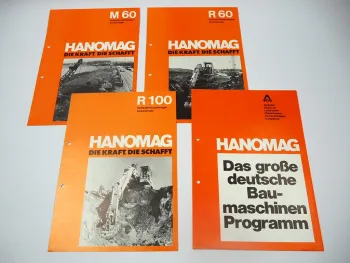 M 60
HANOMAG
DIE KRAFT, DIE SCHAFFT
R 60
HANOMAG
DIE KRAFT, DIE SCHAFFT
R 100
HANOMAG
DIE KRAFT, DIE SCHAFFT
HANOMAG
Das große
deutsche
Bau-
maschinen
Programm